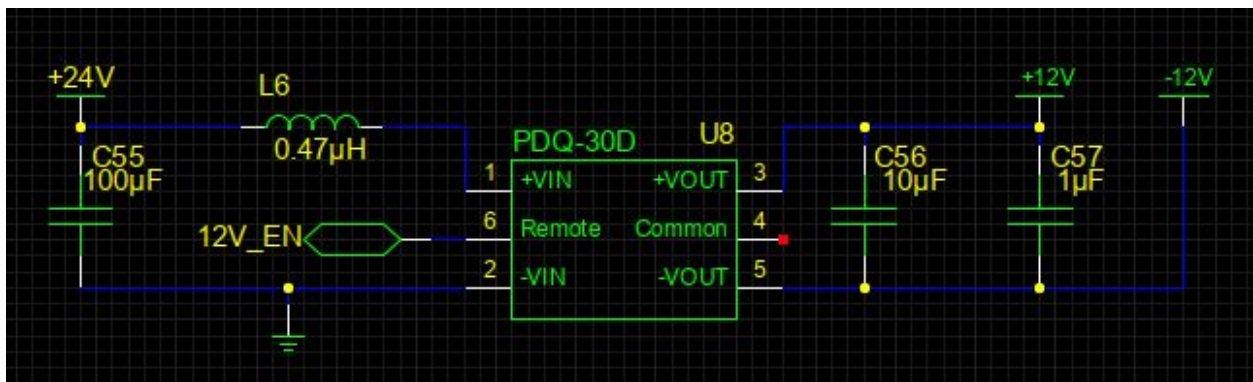 +24V
L6
0.47µH
C55
100µF
12V_EN
PDQ-30D
U8
1
+VIN
+VOUT
3
6
Remote
Common
4
2
-VIN
-VOUT
5
C56
10µF
+12V
-12V
C57
1µF